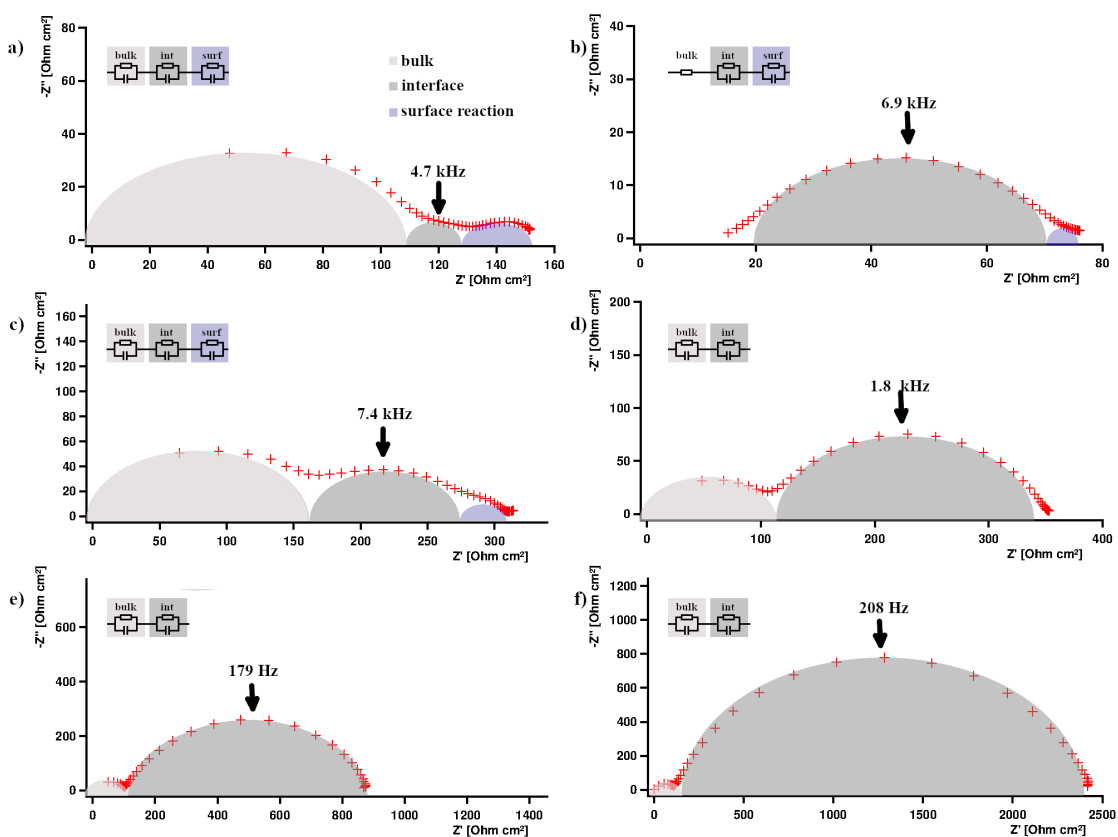 a)
-Z'' [Ohm cm²]
80
60
40
20
0
bulk int surf
bulk
interface
surface reaction
4.7 kHz
0 20 40 60 80 100 120 140 160
Z' [Ohm cm²]
b)
-Z'' [Ohm cm²]
40
30
20
10
0
bulk int surf
6.9 kHz
0 20 40 60 80
Z' [Ohm cm²]
c)
-Z'' [Ohm cm²]
160
140
120
100
80
60
40
20
0
bulk int surf
7.4 kHz
0 50 100 150 200 250 300
Z' [Ohm cm²]
d)
-Z'' [Ohm cm²]
200
150
100
50
0
bulk int
1.8 kHz
0 100 200 300 400
Z' [Ohm cm²]
e)
-Z'' [Ohm cm²]
600
400
200
0
bulk int
179 Hz
0 200 400 600 800 1000 1200 1400
Z' [Ohm cm²]
f)
-Z'' [Ohm cm²]
1200
1000
800
600
400
200
0
bulk int
208 Hz
0 500 1000 1500 2000 2500
Z' [Ohm cm²]